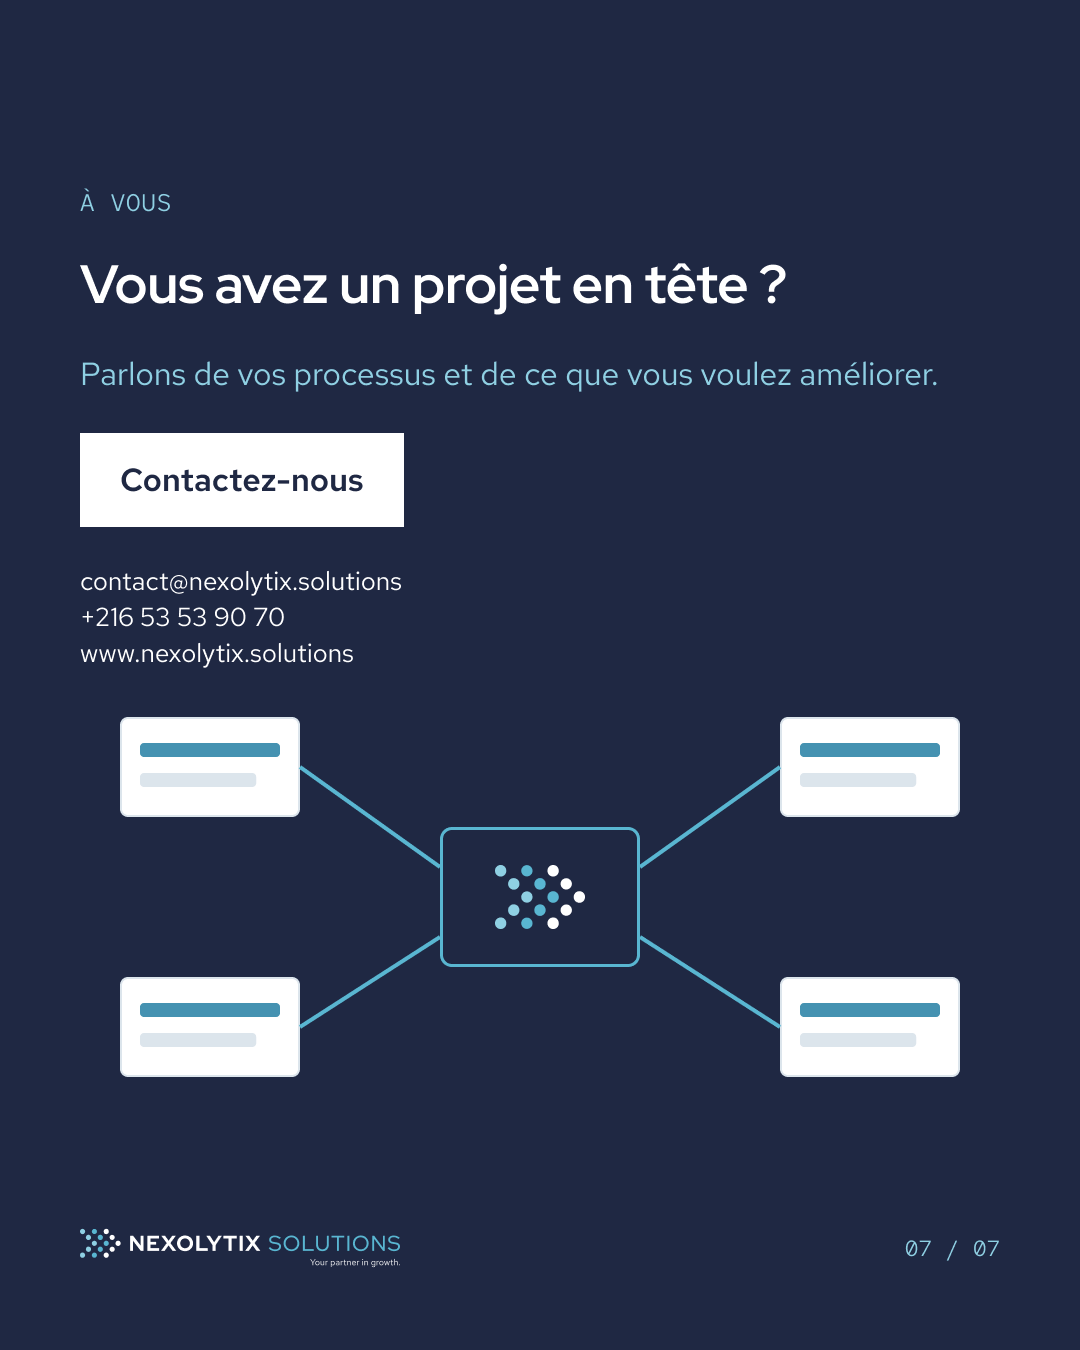 À VOUS
Vous avez un projet en tête ?
Parlons de vos processus et de ce que vous voulez améliorer.
Contactez-nous
contact@nexolytix.solutions
+216 53 53 90 70
www.nexolytix.solutions
NEXOLYTIX SOLUTIONS
Your partner in growth.
07 / 07